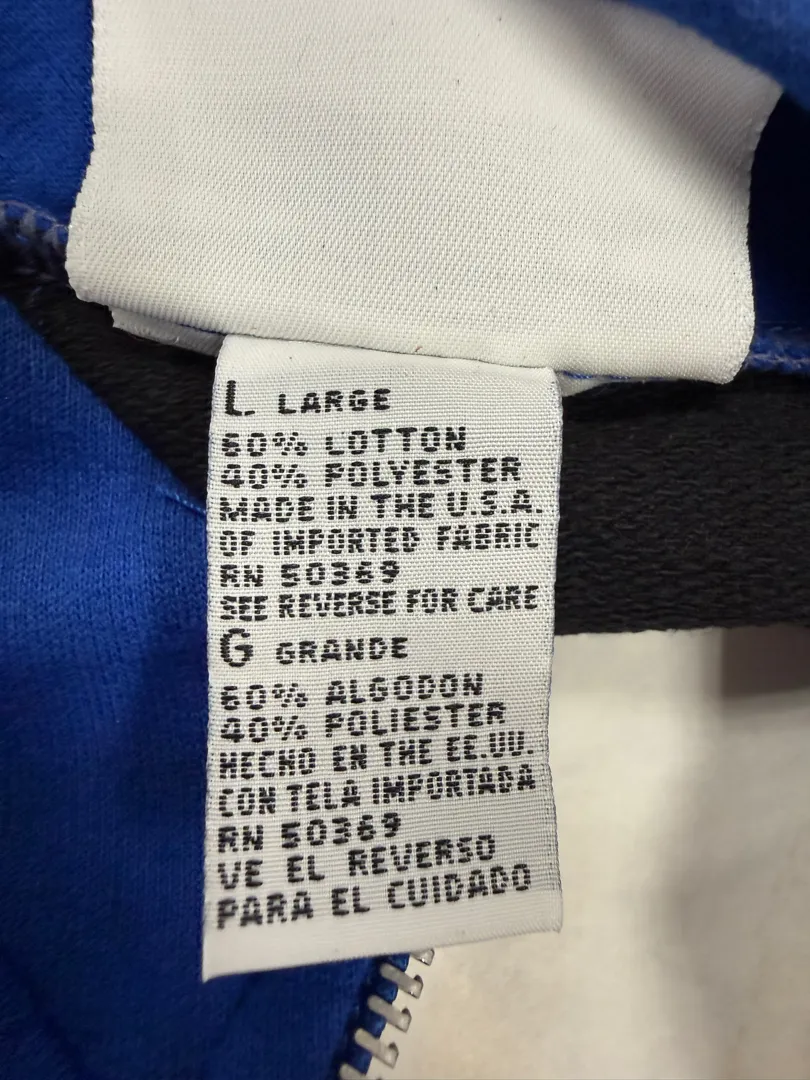 L LARGE
60% COTTON
40% POLYESTER
MADE IN THE U.S.A.
OF IMPORTED FABRIC
RN 50369
SEE REVERSE FOR CARE
G GRANDE
60% ALGODON
40% POLIESTER
HECHO EN THE EE.UU.
CON TELA IMPORTADA
RN 50369
VE EL REVERSO
PARA EL CUIDADO